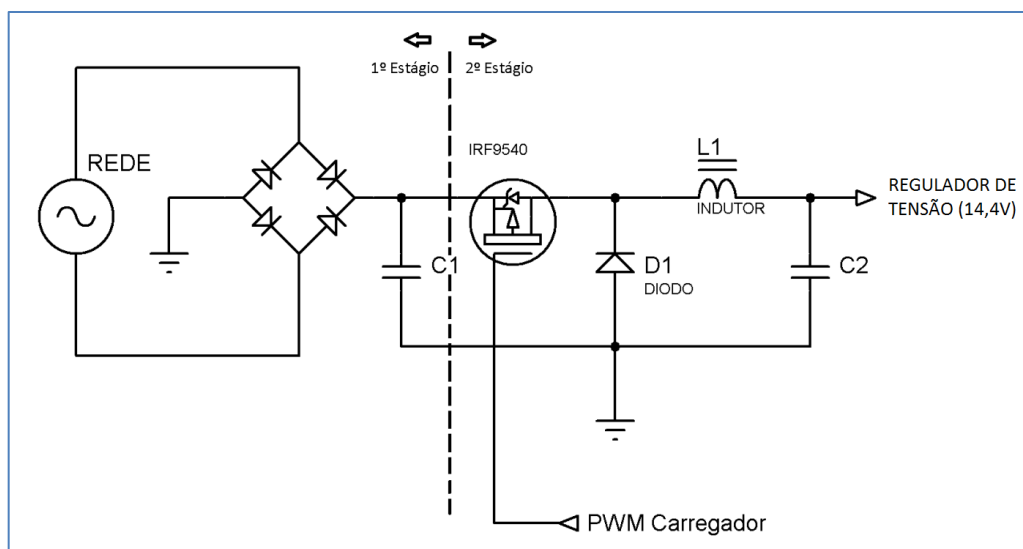 1º Estágio
2º Estágio
REDE
IRF9540
L1
INDUTOR
REGULADOR DE
TENSÃO (14,4V)
C1
D1
DIODO
C2
PWM Carregador